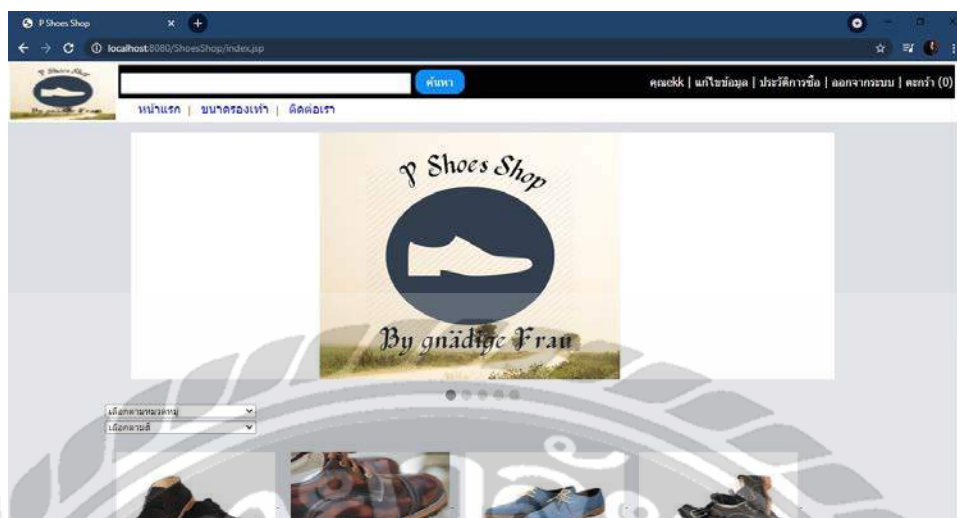 P Shoes Shop
localhost:8080/ShoesShop/index.jsp
P Shoes Shop
By gnädige Frau
ค้นหา
คุณekk | แก้ไขข้อมูล | ประวัติการซื้อ | ออกจากระบบ | ตะกร้า (0)
หน้าแรก | ขนาดรองเท้า | ติดต่อเรา
P Shoes Shop
By gnädige Frau
เลือกตามหมวดหมู่
เลือกตามสี